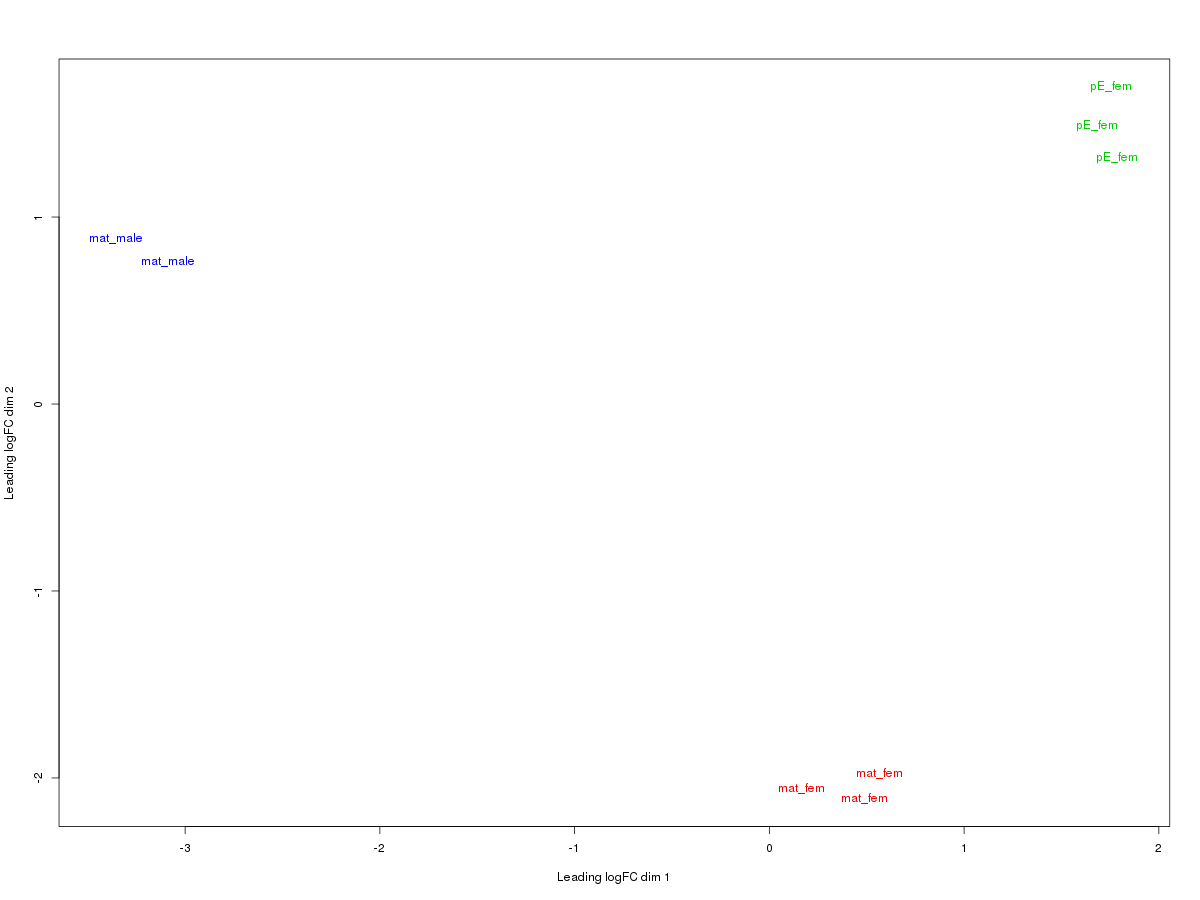 pE_fem
pE_fem
pE_fem
mat_male
mat_male
mat_fem
mat_fem
mat_fem
1
0
-1
-2
Leading logFC dim 2
-3
-2
-1
0
1
2
Leading logFC dim 1